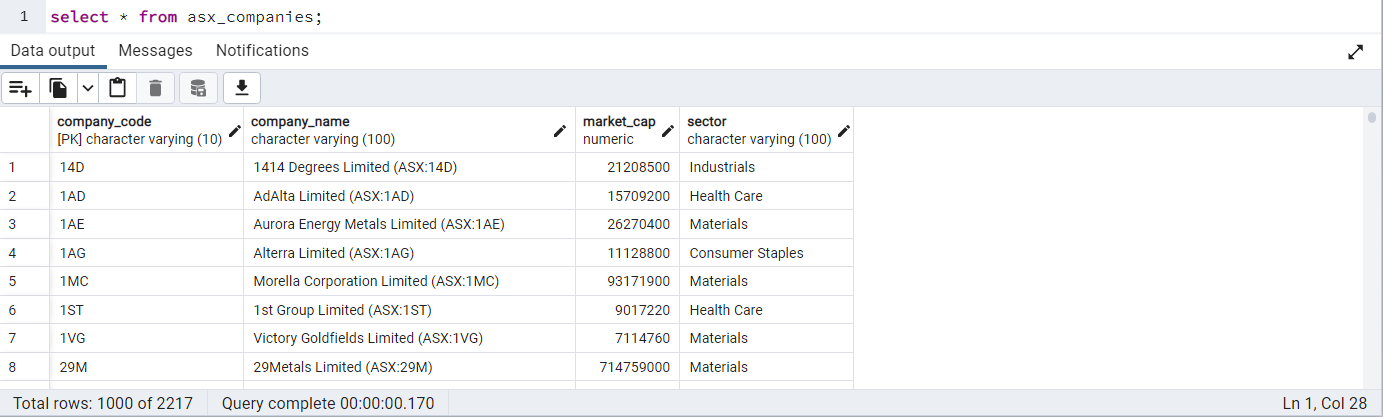 1 select * from asx_companies;
Data output Messages Notifications
company_code company_name market_cap sector
[PK] character varying (10) character varying (100) numeric character varying (100)
1 14D 1414 Degrees Limited (ASX:14D) 21208500 Industrials
2 1AD AdAlta Limited (ASX:1AD) 15709200 Health Care
3 1AE Aurora Energy Metals Limited (ASX:1AE) 26270400 Materials
4 1AG Alterra Limited (ASX:1AG) 11128800 Consumer Staples
5 1MC Morella Corporation Limited (ASX:1MC) 93171900 Materials
6 1ST 1st Group Limited (ASX:1ST) 9017220 Health Care
7 1VG Victory Goldfields Limited (ASX:1VG) 7114760 Materials
8 29M 29Metals Limited (ASX:29M) 714759000 Materials
Total rows: 1000 of 2217 Query complete 00:00:00.170 Ln 1, Col 28